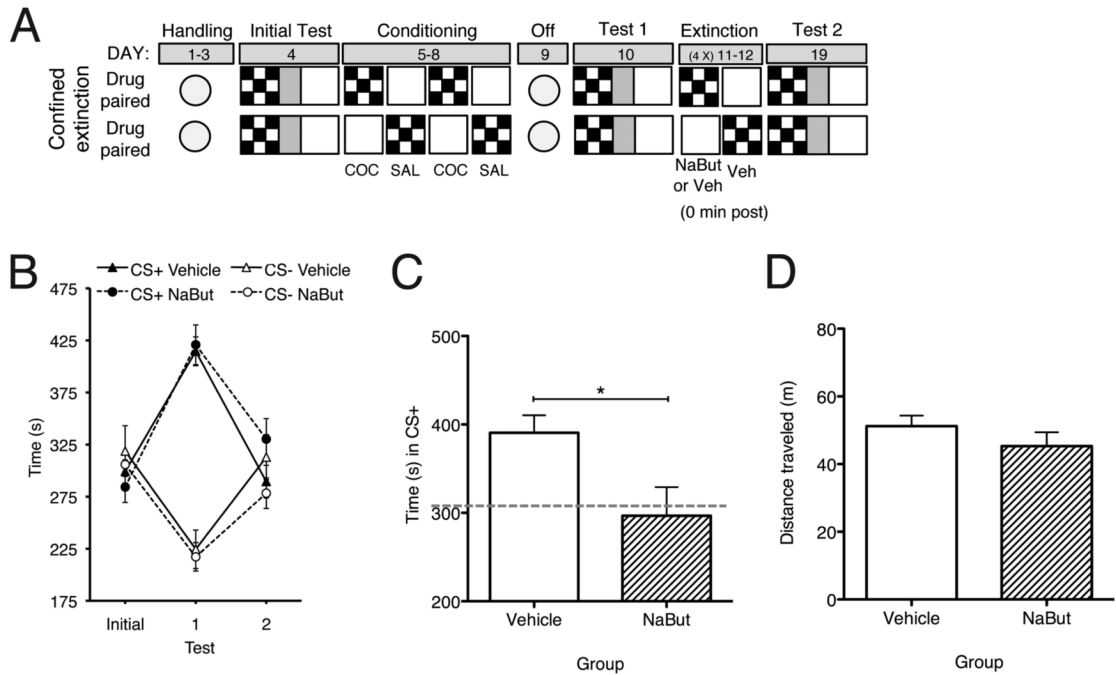 A
Handling Initial Test Conditioning Off Test 1 Extinction Test 2
DAY: 1-3 4 5-8 9 10 (4 X) 11-12 19
Confined
extinction
Drug
paired
Drug
paired
COC SAL COC SAL
NaBut
or Veh
Veh
(0 min post)
B
CS+ Vehicle CS- Vehicle
CS+ NaBut CS- NaBut
475
425
375
325
275
225
175
Time (s)
Initial 1 2
Test
C
500
400
300
200
Time (s) in CS+
*
Vehicle NaBut
Group
D
80
60
40
20
0
Distance traveled (m)
Vehicle NaBut
Group